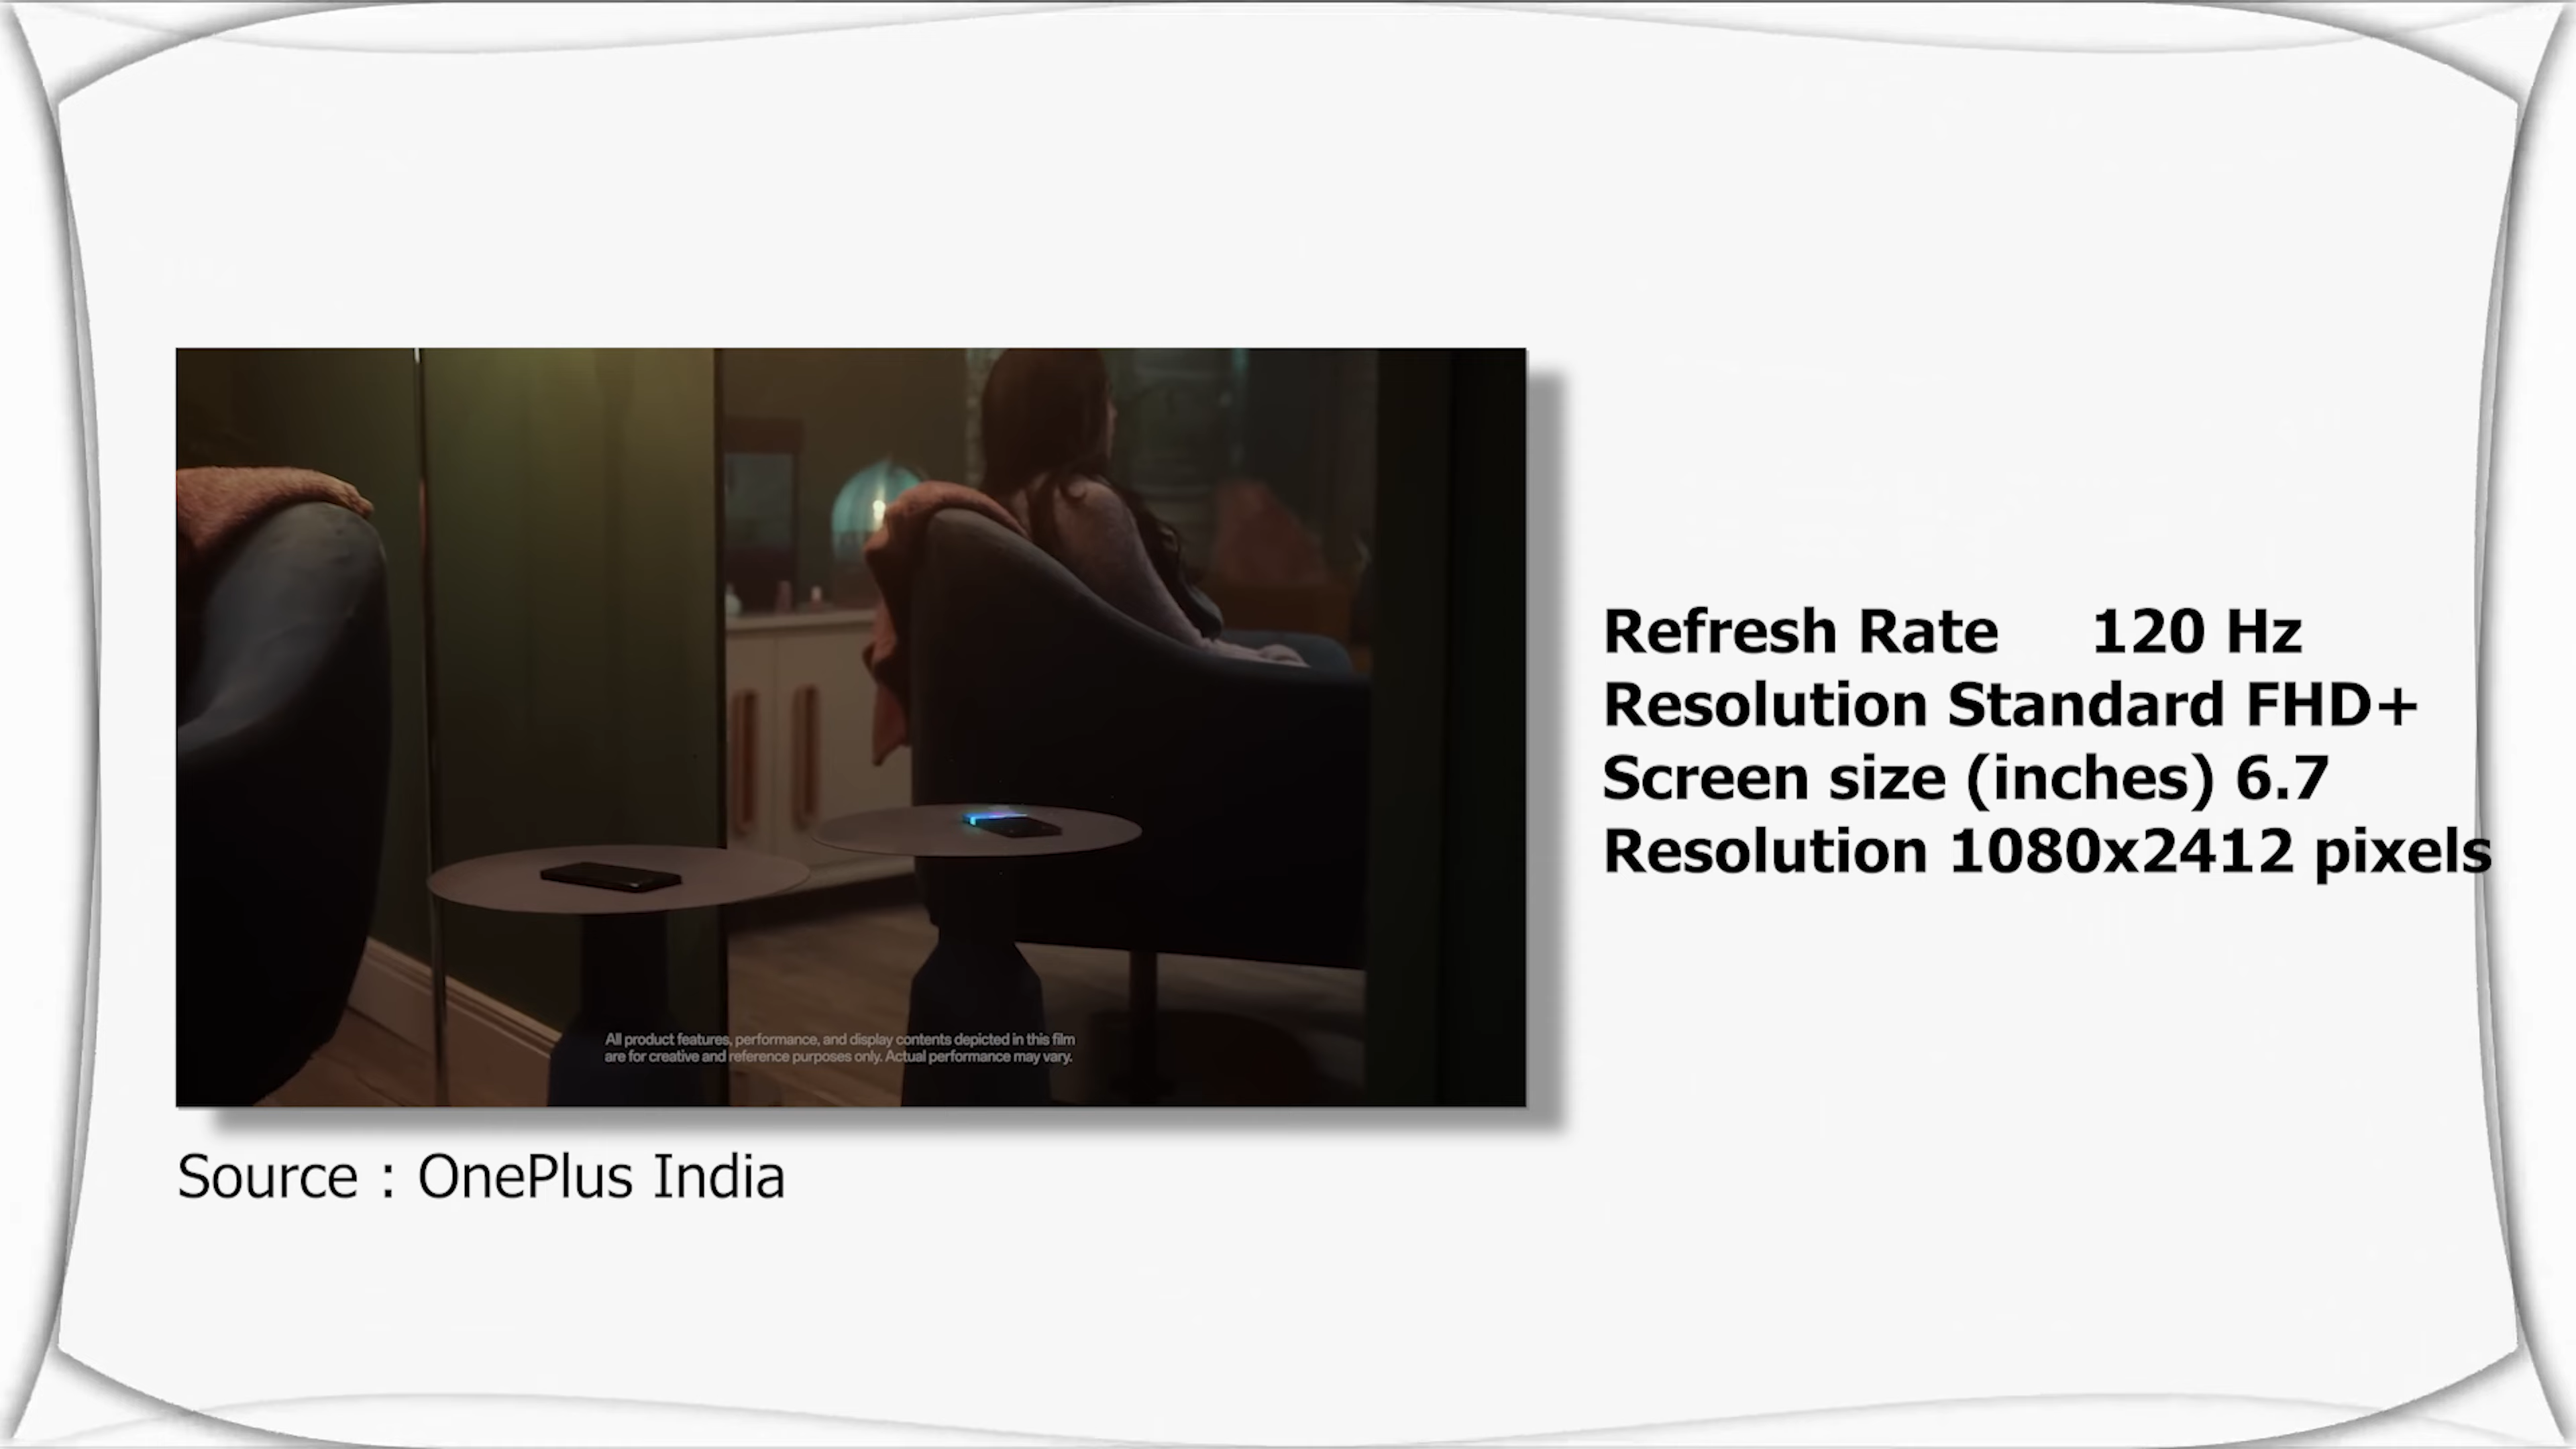 Refresh Rate 120 Hz
Resolution Standard FHD+
Screen size (inches) 6.7
Resolution 1080x2412 pixels
All product features, performance, and display contents depicted in this film
are for creative and reference purposes only. Actual performance may vary.
Source : OnePlus India